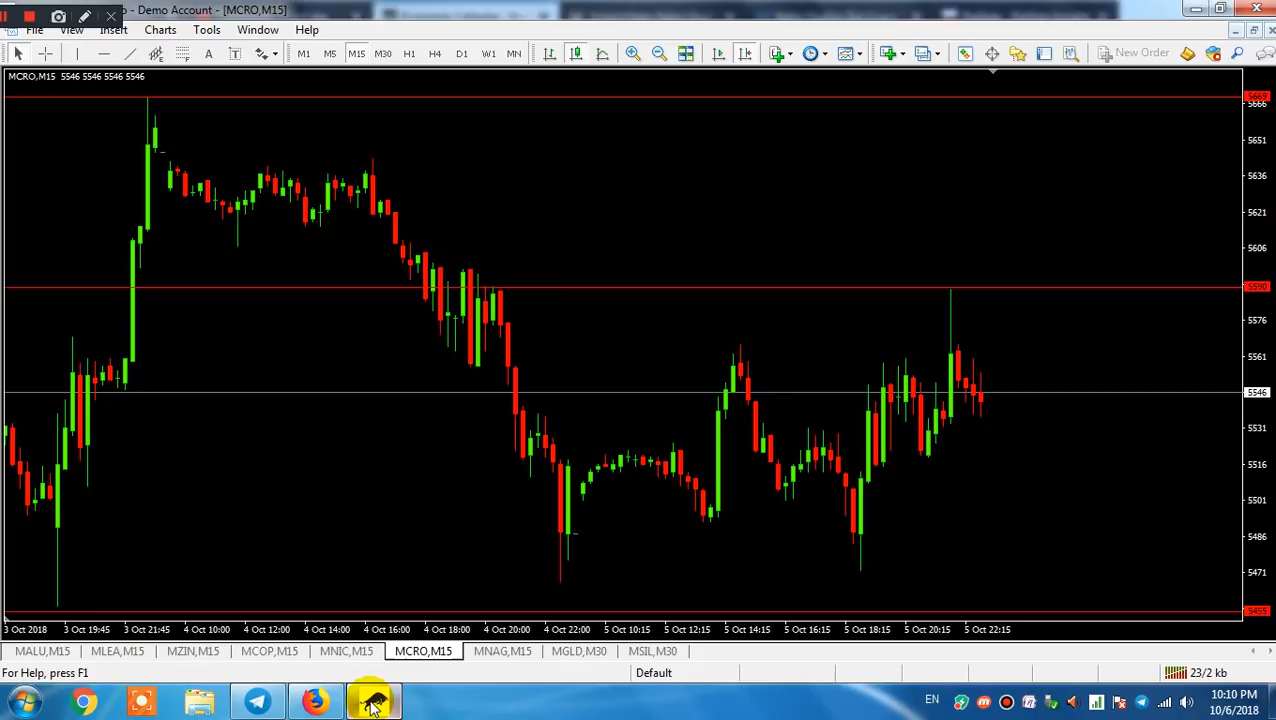 - Demo Account - [MCRO,M15]
File View Insert Charts Tools Window Help
A T M1 M5 M15 M30 H1 H4 D1 W1 MN New Order
MCRO,M15 5546 5546 5546 5546
5669
5666
5651
5636
5621
5606
5590
5576
5561
5546
5531
5516
5501
5486
5471
5455
3 Oct 2018 3 Oct 19:45 3 Oct 21:45 4 Oct 10:00 4 Oct 12:00 4 Oct 14:00 4 Oct 16:00 4 Oct 18:00 4 Oct 20:00 4 Oct 22:00 5 Oct 10:15 5 Oct 12:15 5 Oct 14:15 5 Oct 16:15 5 Oct 18:15 5 Oct 20:15 5 Oct 22:15
MALU,M15 MLEA,M15 MZIN,M15 MCOP,M15 MNIC,M15 MCRO,M15 MNAG,M15 MGLD,M30 MSIL,M30
For Help, press F1 Default 23/2 kb
EN 10:10 PM
10/6/2018